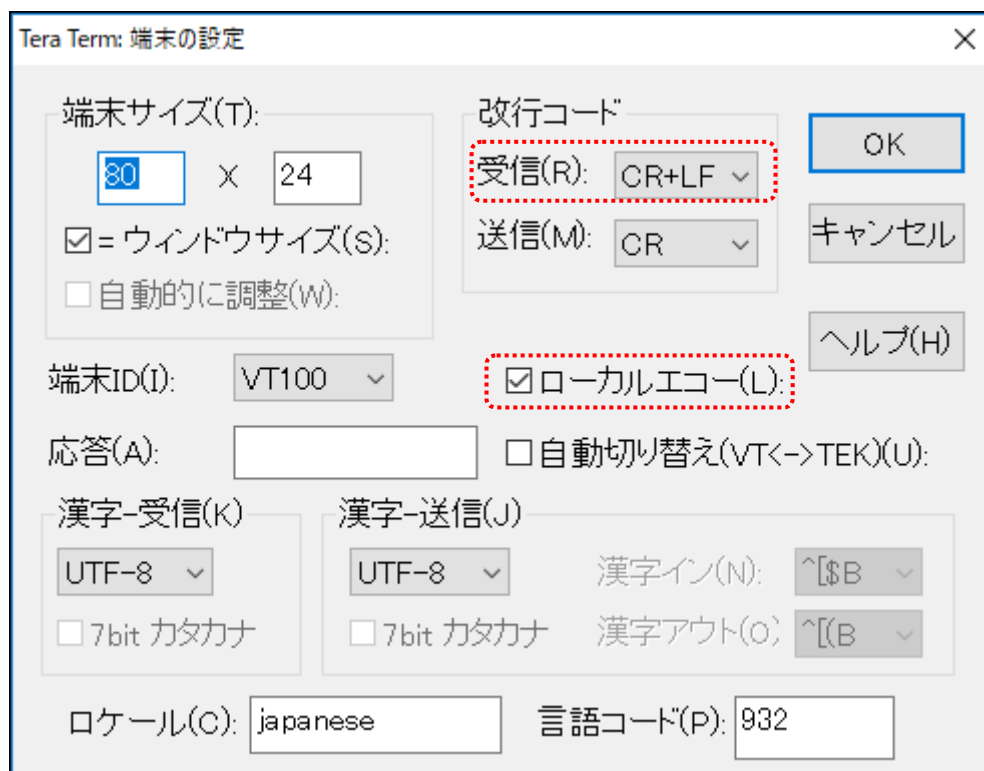 Tera Term: 端末の設定
端末サイズ(T):
80 X 24
☑= ウィンドウサイズ(S):
自動的に調整(W):
改行コード
受信(R): CR+LF
送信(M): CR
OK
キャンセル
ヘルプ(H)
端末ID(I): VT100
ローカルエコー(L):
応答(A):
自動切り替え(VT<->TEK)(U):
漢字-受信(K)
UTF-8
7bit カタカナ
漢字-送信(J)
UTF-8
7bit カタカナ
漢字イン(N): ^[$B
漢字アウト(O) ^[(B
ロケール(C): japanese
言語コード(P): 932